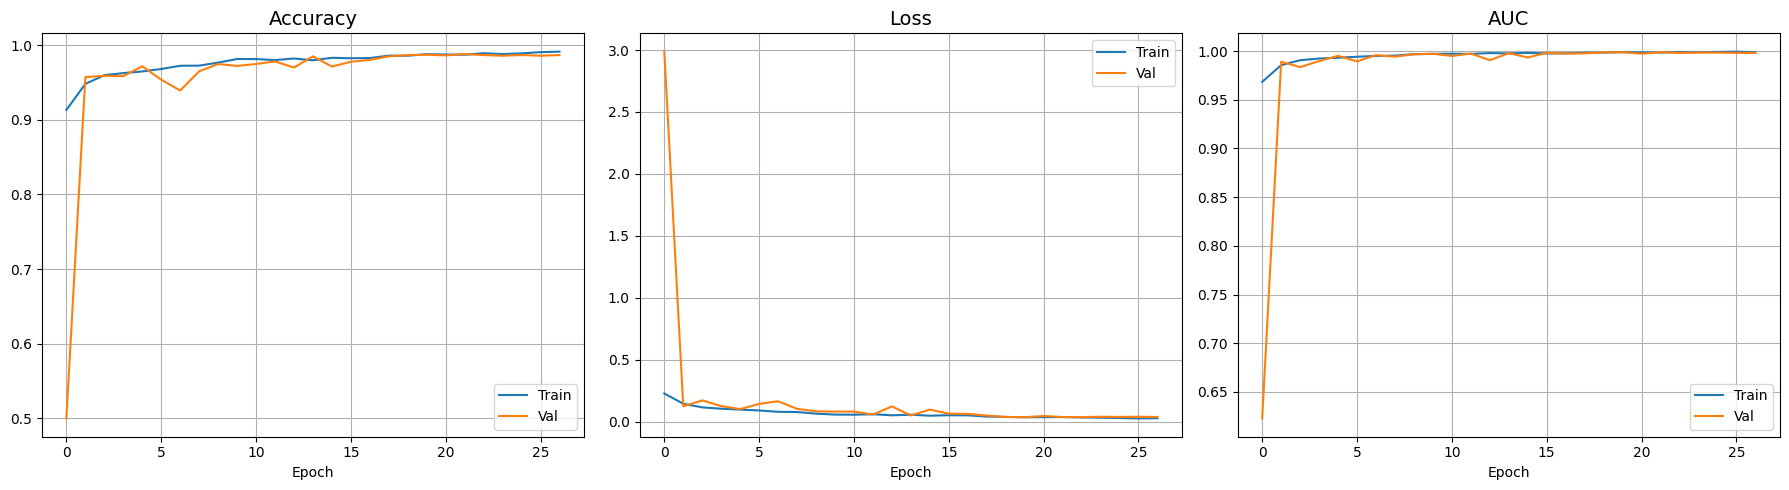 Accuracy
1.0
0.9
0.8
0.7
0.6
0.5
Train
Val
0 5 10 15 20 25
Epoch
Loss
3.0
2.5
2.0
1.5
1.0
0.5
0.0
Train
Val
0 5 10 15 20 25
Epoch
AUC
1.00
0.95
0.90
0.85
0.80
0.75
0.70
0.65
Train
Val
0 5 10 15 20 25
Epoch